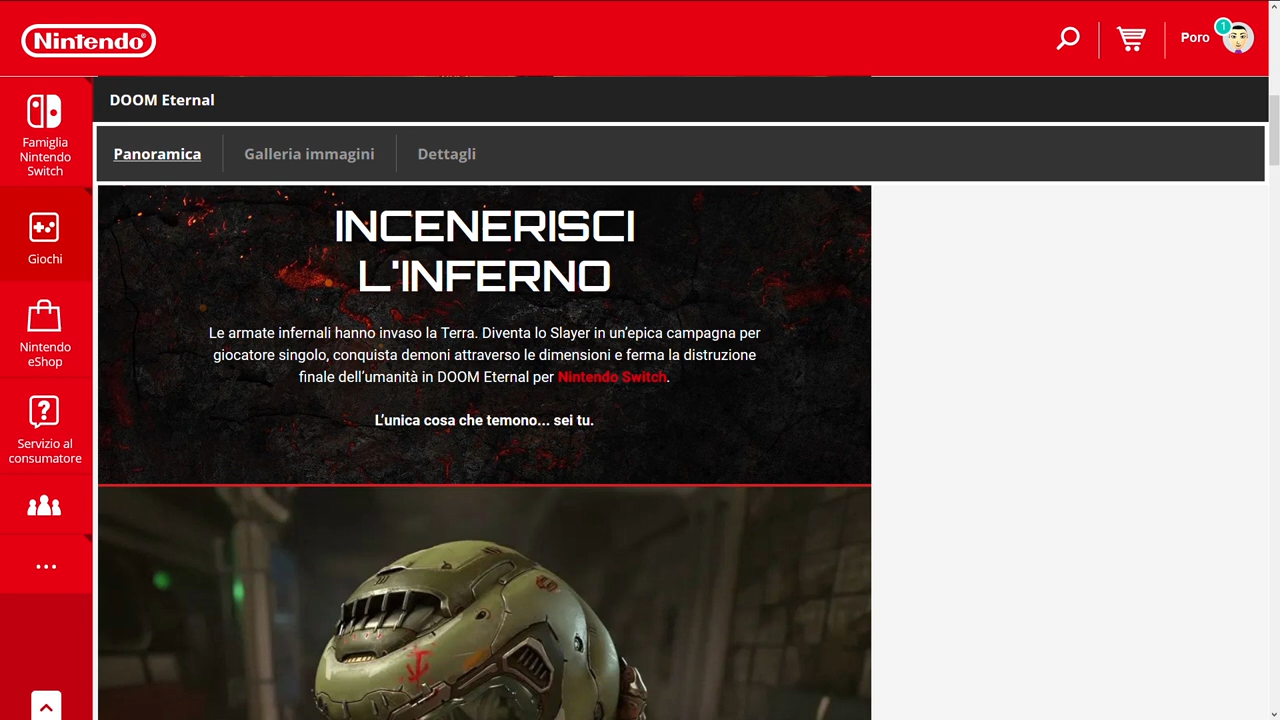 Nintendo®
Poro
1
DOOM Eternal
Panoramica
Galleria immagini
Dettagli
Famiglia
Nintendo
Switch
Giochi
Nintendo
eShop
Servizio al
consumatore
INCENERISCI
L'INFERNO
Le armate infernali hanno invaso la Terra. Diventa lo Slayer in un’epica campagna per
giocatore singolo, conquista demoni attraverso le dimensioni e ferma la distruzione
finale dell’umanità in DOOM Eternal per Nintendo Switch.
L’unica cosa che temono... sei tu.